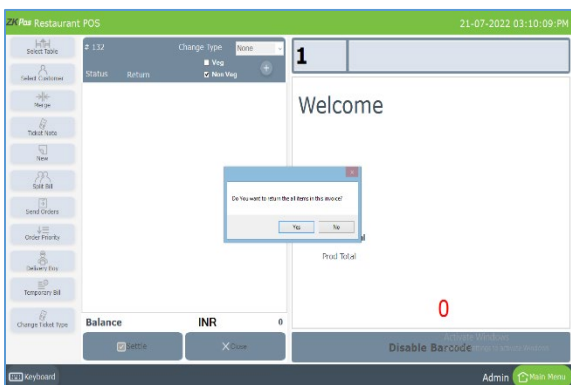 ZKPos Restaurant POS
21-07-2022 03:10:09:PM
Select Table
Select Customer
Merge
Ticket Note
New
Split Bill
Send Orders
Order Priority
Delivery Boy
Temporary Bill
Change Ticket Type
# 132
Change Type
None
Veg
Non Veg
Status
Return
1
Welcome
Do You want to return the all items in this invoice?
Yes
No
Prod Total
0
Balance
INR
0
Settle
Close
Activate Windows
Disable Barcode
Keyboard
Admin
Main Menu